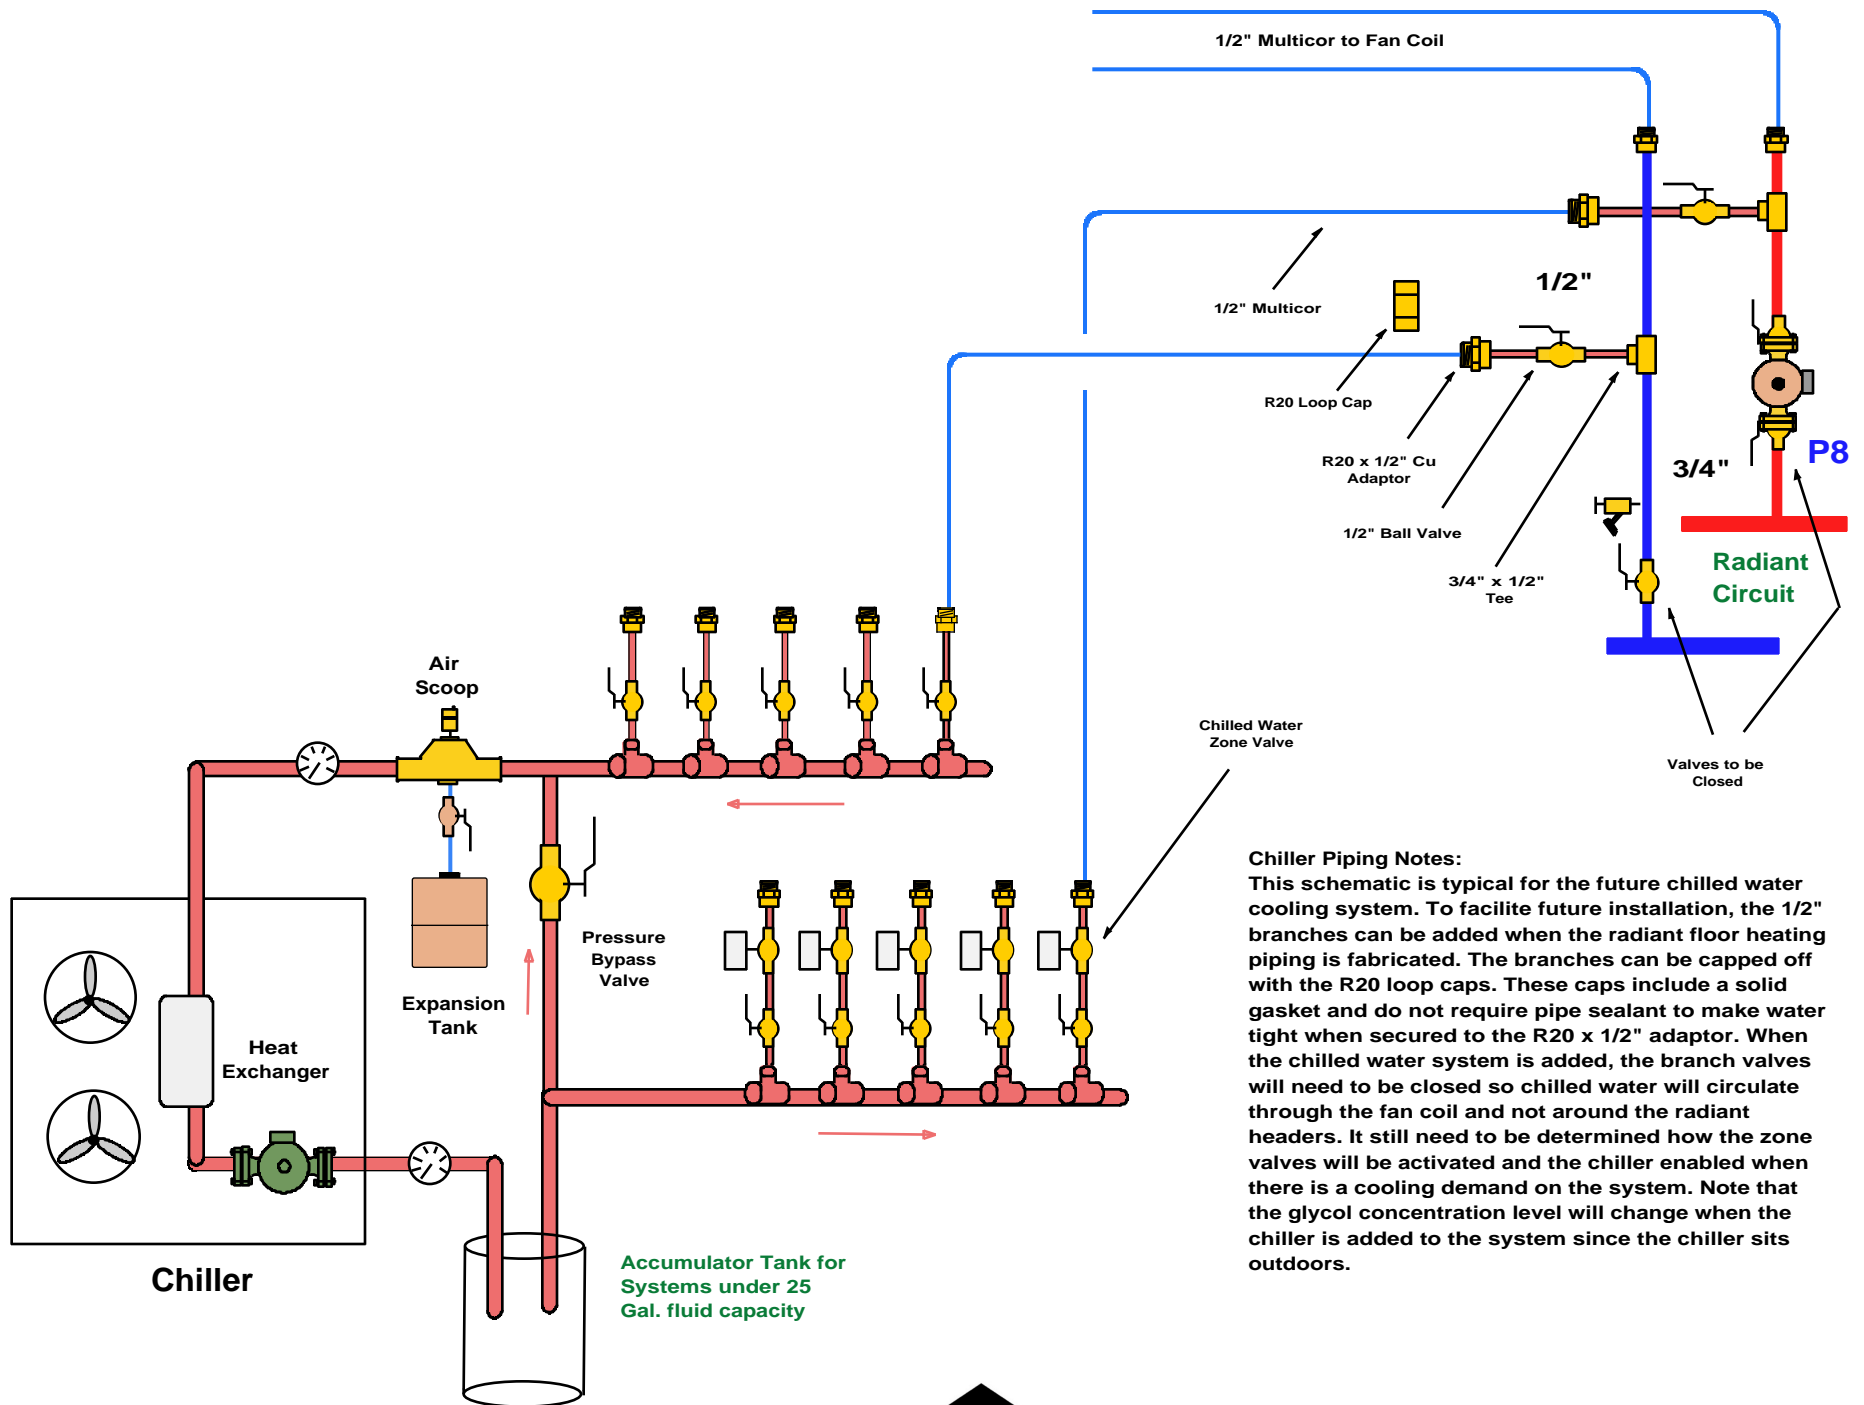 1/2" Multicor to Fan Coil
1/2" Multicor
1/2"
R20 Loop Cap
R20 x 1/2" Cu
Adaptor
1/2" Ball Valve
3/4" x 1/2"
Tee
3/4"
P8
Radiant
Circuit
Valves to be
Closed
Air
Scoop
Chilled Water
Zone Valve
Pressure
Bypass
Valve
Expansion
Tank
Heat
Exchanger
Chiller
Accumulator Tank for
Systems under 25
Gal. fluid capacity
Chiller Piping Notes:
This schematic is typical for the future chilled water
cooling system. To facilite future installation, the 1/2"
branches can be added when the radiant floor heating
piping is fabricated. The branches can be capped off
with the R20 loop caps. These caps include a solid
gasket and do not require pipe sealant to make water
tight when secured to the R20 x 1/2" adaptor. When
the chilled water system is added, the branch valves
will need to be closed so chilled water will circulate
through the fan coil and not around the radiant
headers. It still need to be determined how the zone
valves will be activated and the chiller enabled when
there is a cooling demand on the system. Note that
the glycol concentration level will change when the
chiller is added to the system since the chiller sits
outdoors.